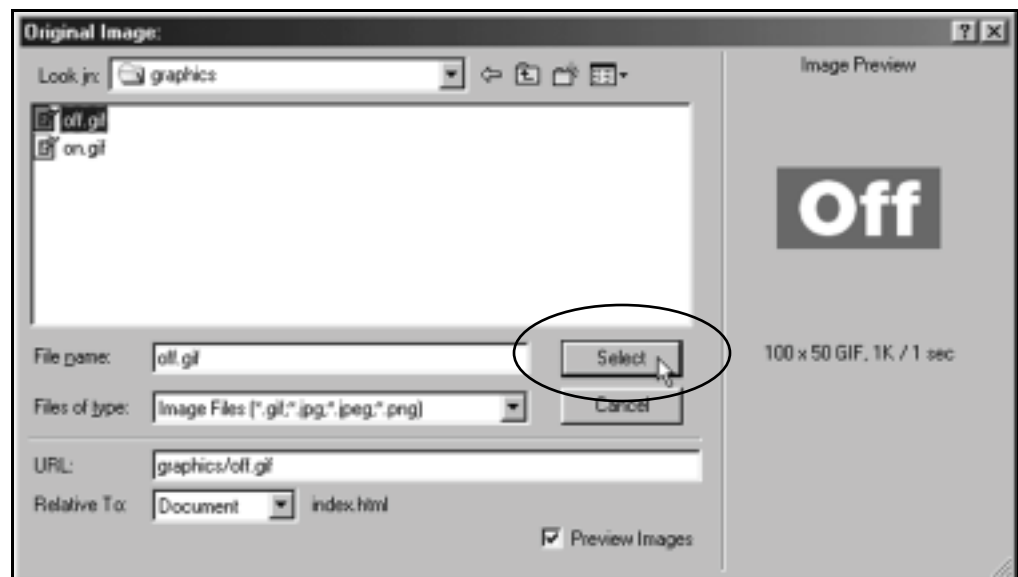 Original Image:
Look in: graphics
Image Preview
off.gif
on.gif
Off
File name: off.gif Select
100 x 50 GIF, 1K / 1 sec
Files of type: Image Files (*.gif;*.jpg;*.jpeg;*.png) Cancel
URL: graphics/off.gif
Relative To: Document index.html
Preview Images